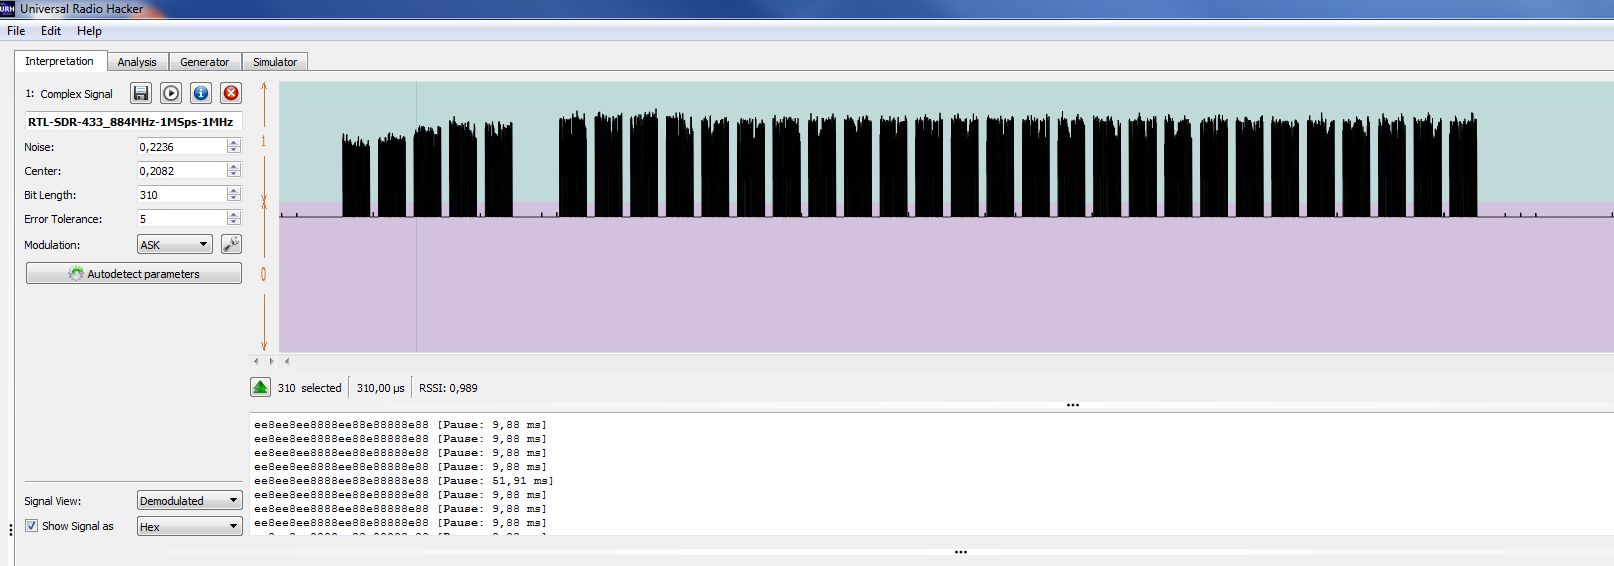 URH Universal Radio Hacker
File Edit Help
Interpretation Analysis Generator Simulator
1: Complex Signal
RTL-SDR-433_884MHz-1MSps-1MHz
Noise: 0,2236
Center: 0,2082
Bit Length: 310
Error Tolerance: 5
Modulation: ASK
Autodetect parameters
1
0
310 selected 310,00 µs RSSI: 0,989
ee8ee8ee8888ee88e88888e88 [Pause: 9,88 ms]
ee8ee8ee8888ee88e88888e88 [Pause: 9,88 ms]
ee8ee8ee8888ee88e88888e88 [Pause: 9,88 ms]
ee8ee8ee8888ee88e88888e88 [Pause: 9,88 ms]
ee8ee8ee8888ee88e88888e88 [Pause: 51,91 ms]
ee8ee8ee8888ee88e88888e88 [Pause: 9,88 ms]
ee8ee8ee8888ee88e88888e88 [Pause: 9,88 ms]
ee8ee8ee8888ee88e88888e88 [Pause: 9,88 ms]
Signal View: Demodulated
Show Signal as Hex